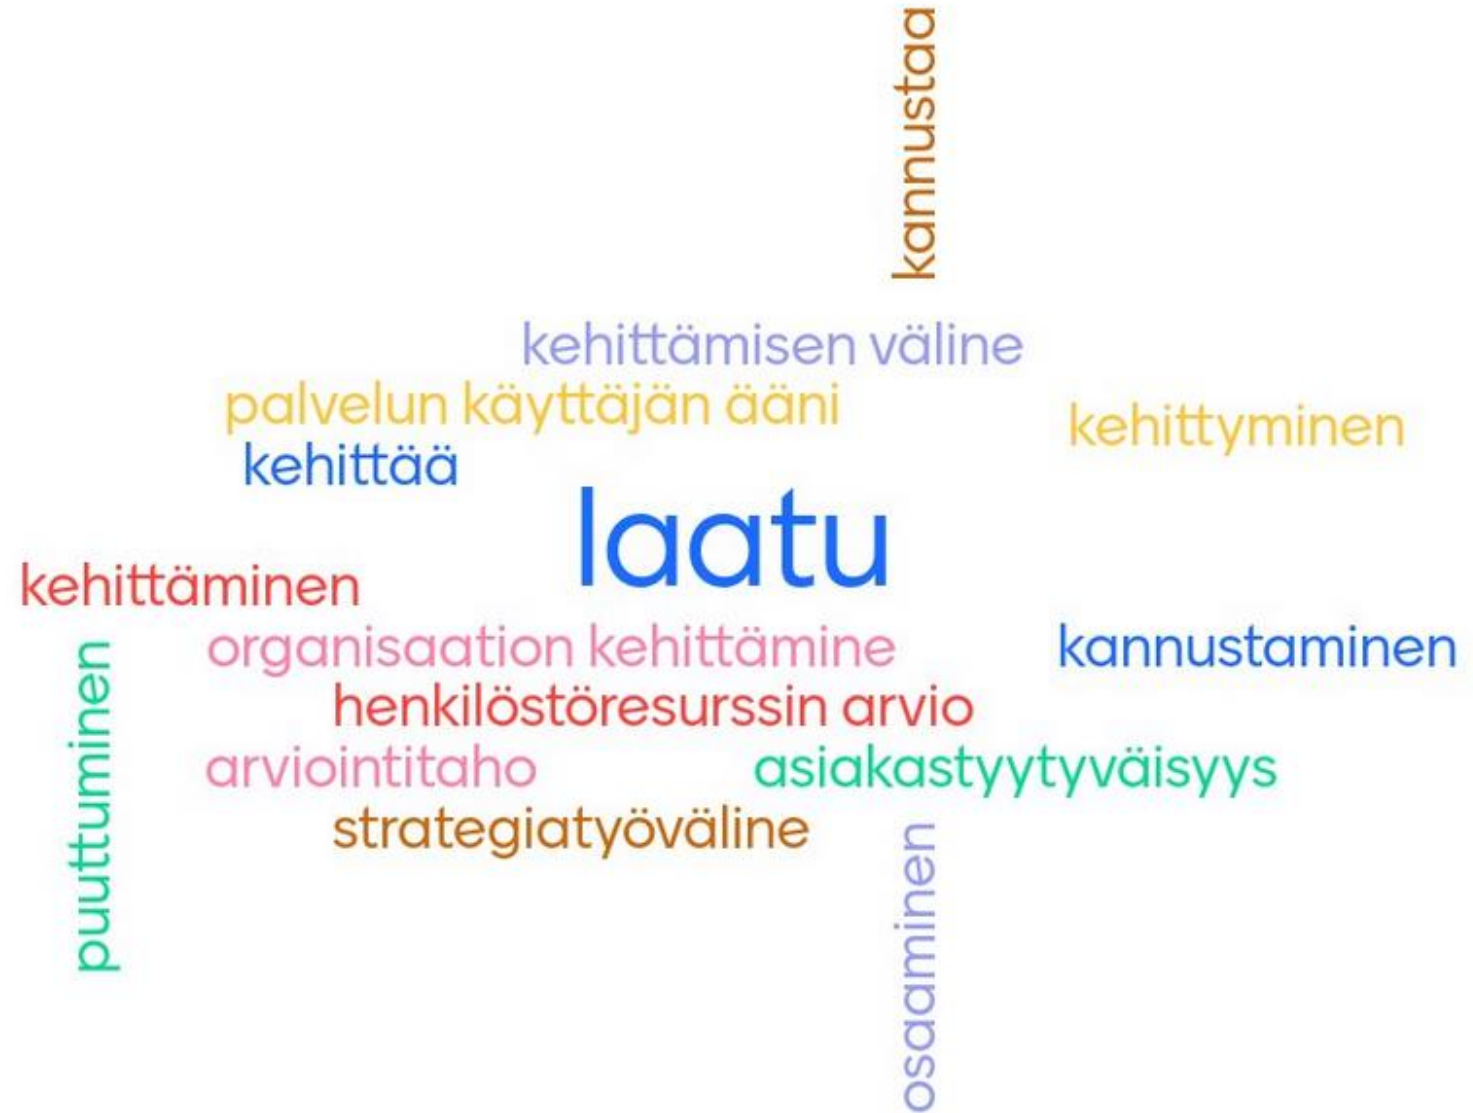 kannustaa
kehittämisen väline
palvelun käyttäjän ääni
kehittyminen
kehittää
laatu
kehittäminen
organisaation kehittämine
kannustaminen
puuttuminen
henkilöstöresurssin arvio
arviointitaho
asiakastyytyväisyys
strategiatyöväline
osaaminen